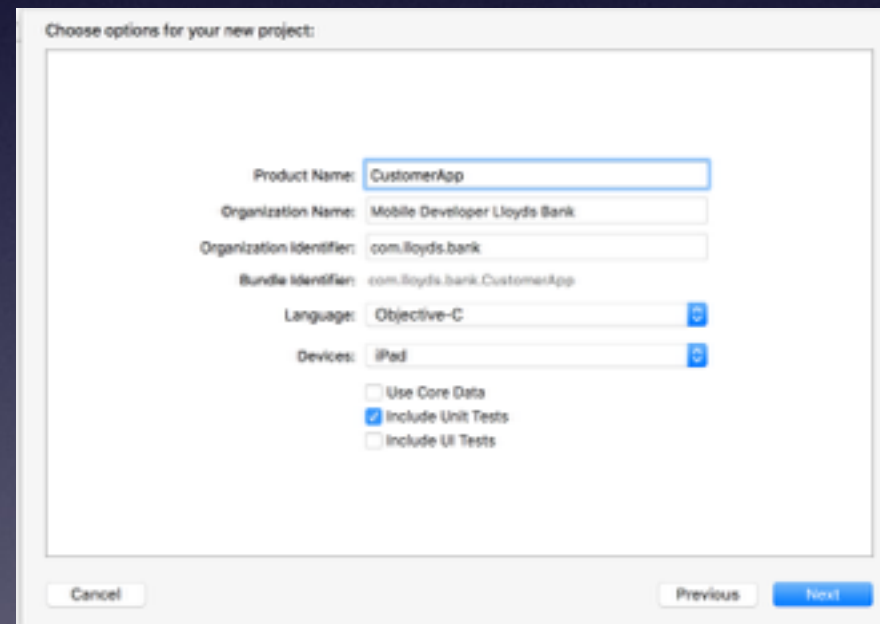 Choose options for your new project:
Product Name: CustomerApp
Organization Name: Mobile Developer Lloyds Bank
Organization Identifier: com.lloyds.bank
Bundle Identifier: com.lloyds.bank.CustomerApp
Language: Objective-C
Devices: iPad
Use Core Data
Include Unit Tests
Include UI Tests
Cancel Previous Next